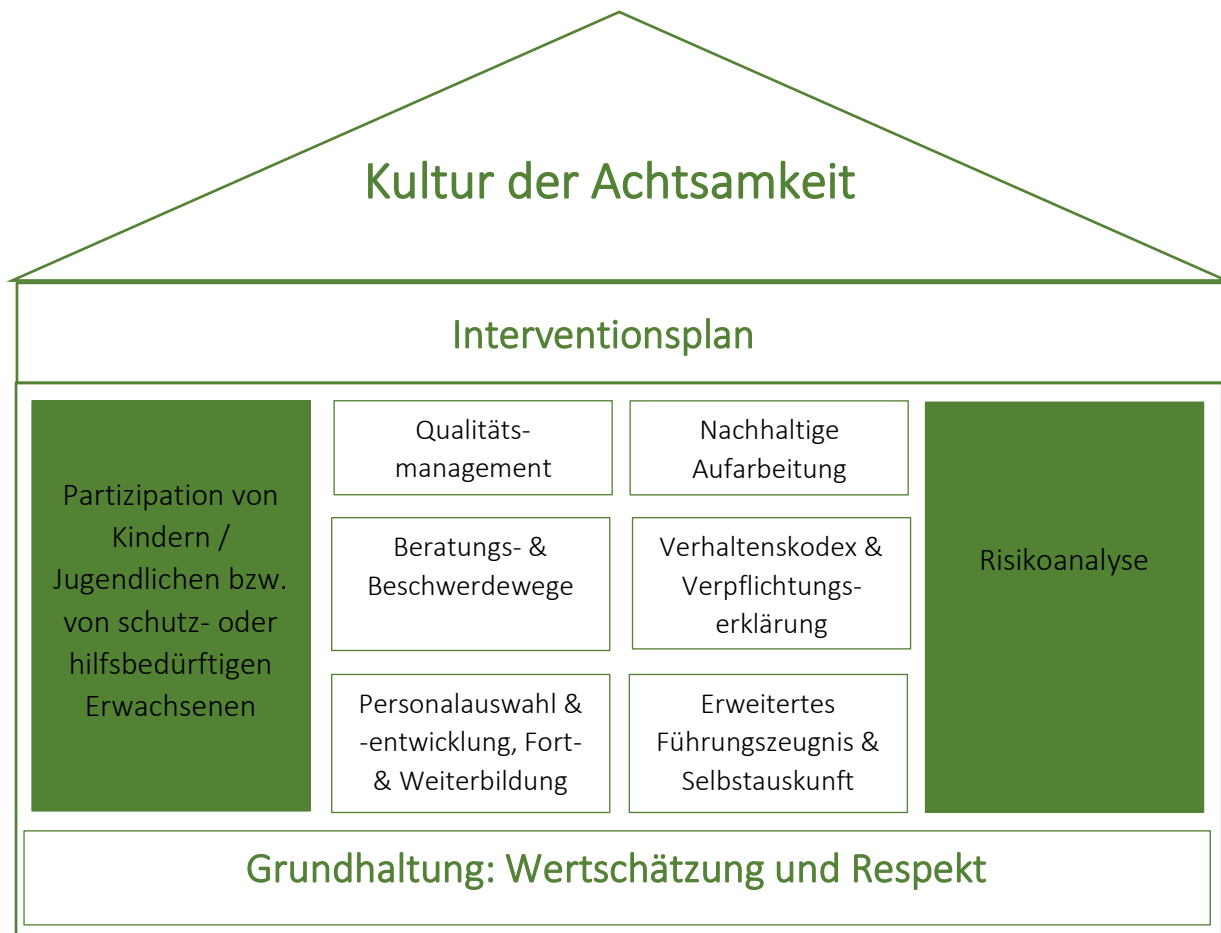 Kultur der Achtsamkeit
Interventionsplan
Partizipation von
Kindern /
Jugendlichen bzw.
von schutz- oder
hilfsbedürftigen
Erwachsenen
Qualitäts-
management
Nachhaltige
Aufarbeitung
Beratungs- &
Beschwerdewege
Verhaltenskodex &
Verpflichtungs-
erklärung
Personalauswahl &
-entwicklung, Fort-
& Weiterbildung
Erweitertes
Führungszeugnis &
Selbstauskunft
Risikoanalyse
Grundhaltung: Wertschätzung und Respekt